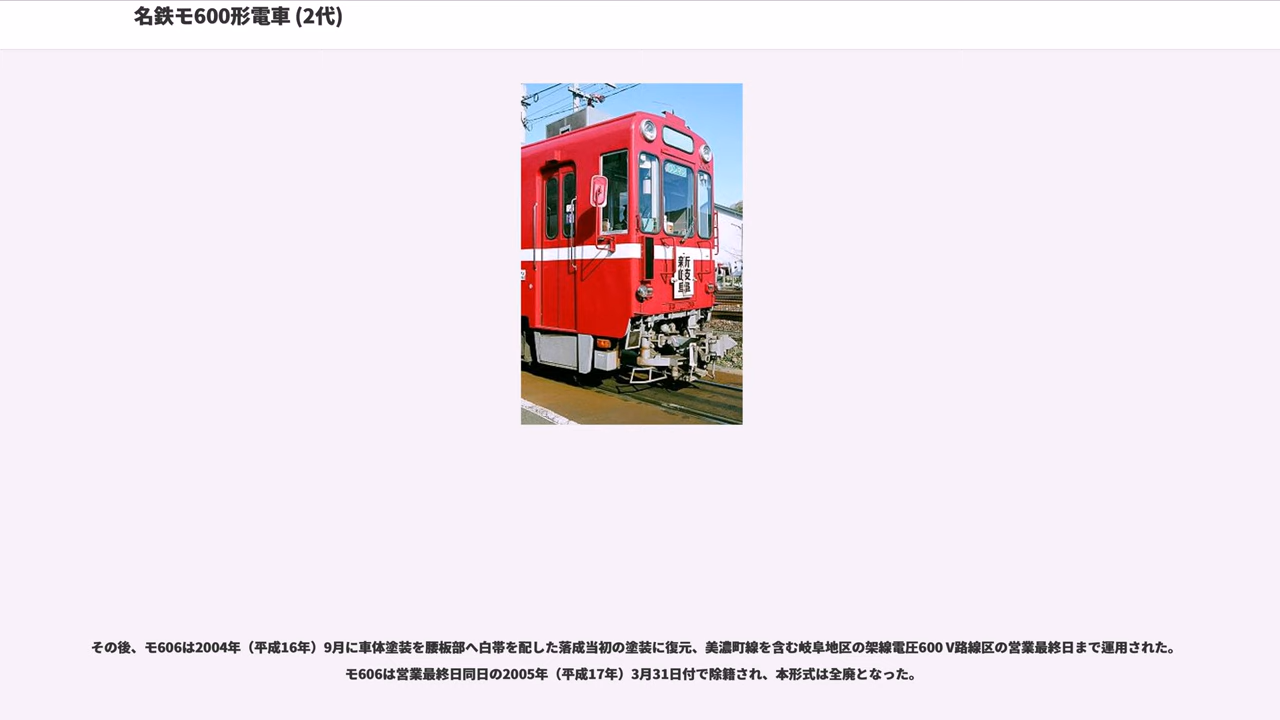 名鉄モ600形電車 (2代)
その後、モ606は2004年（平成16年）9月に車体塗装を腰板部へ白帯を配した落成当初の塗装に復元、美濃町線を含む岐阜地区の架線電圧600 V路線区の営業最終日まで運用された。
モ606は営業最終日同日の2005年（平成17年）3月31日付で除籍され、本形式は全廃となった。